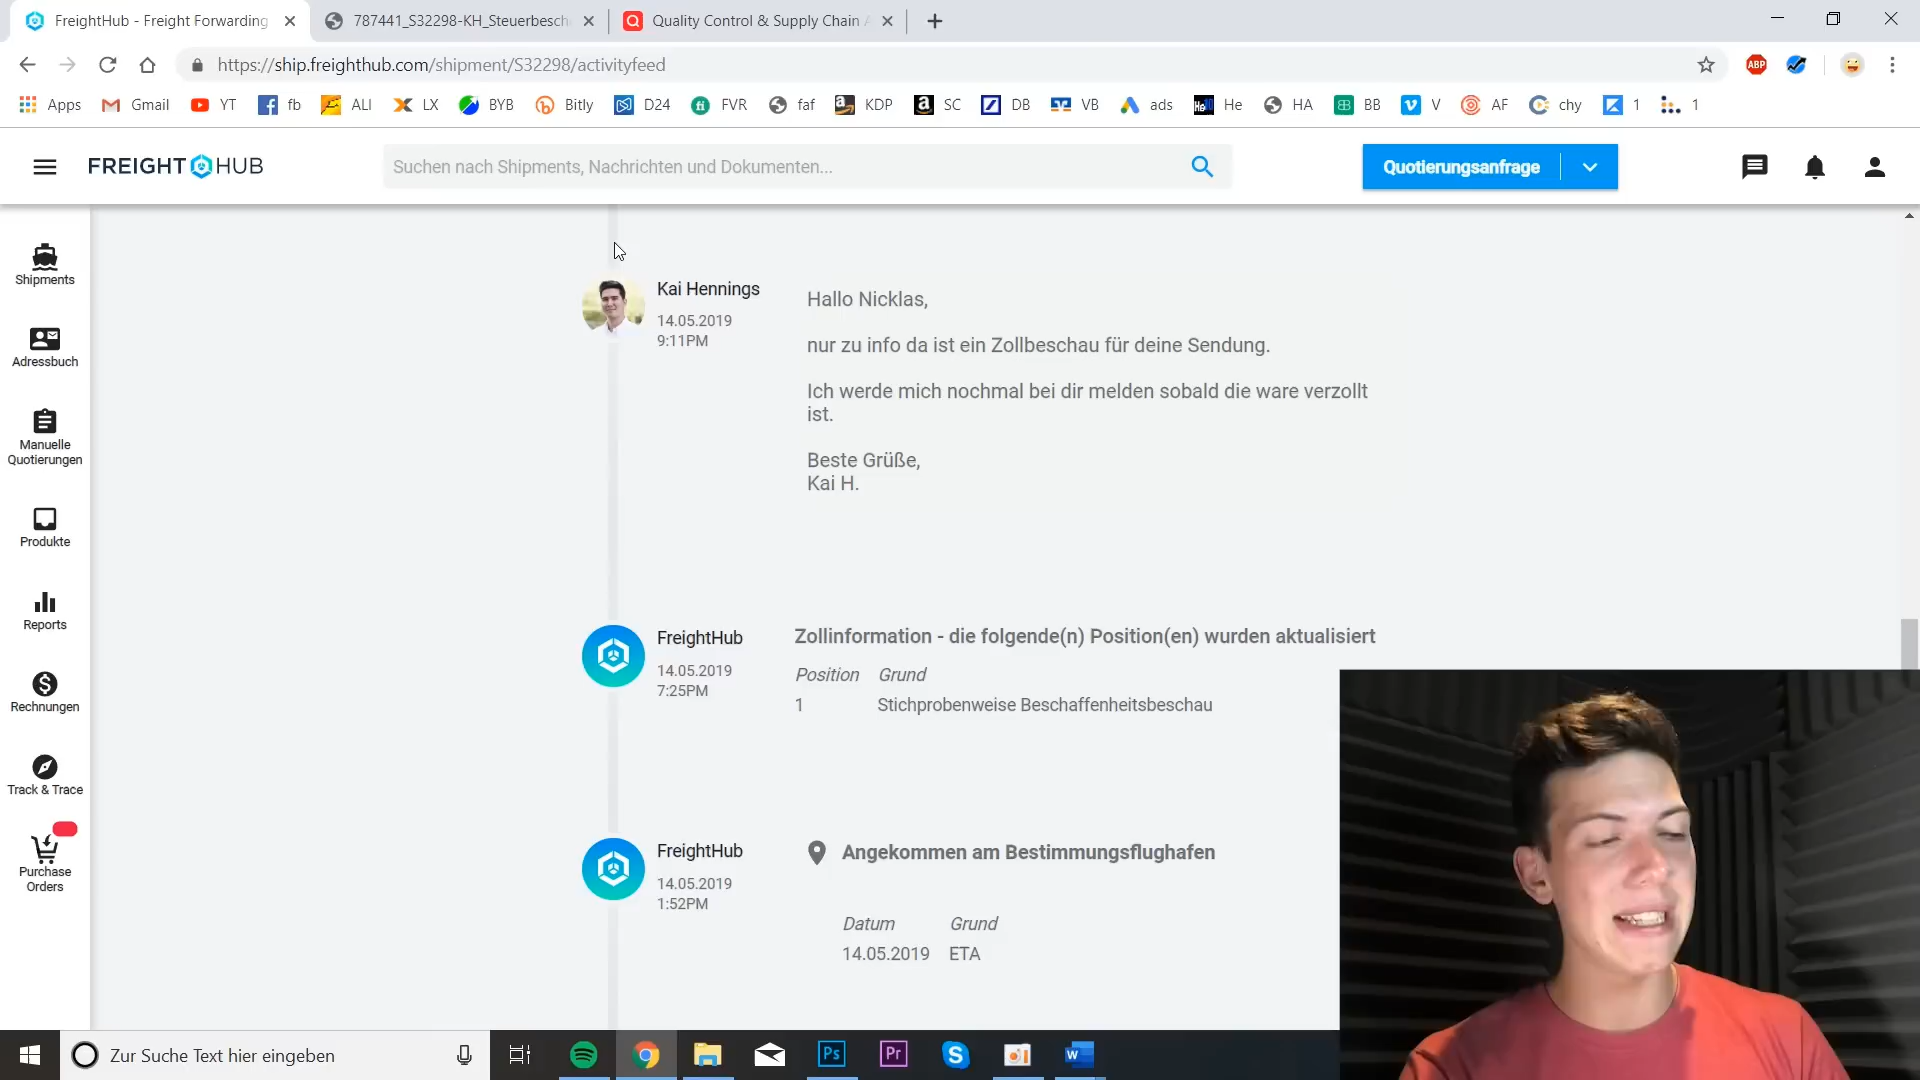 FreightHub - Freight Forwarding
787441_S32298-KH_Steuerbesch
Quality Control & Supply Chain A
https://ship.freighthub.com/shipment/S32298/activityfeed
ABP
Apps
Gmail
YT
fb
ALI
LX
BYB
Bitly
D24
FVR
faf
KDP
SC
DB
VB
ads
He
HA
BB
V
AF
chy
1
1
FREIGHT HUB
Suchen nach Shipments, Nachrichten und Dokumenten...
Quotierungsanfrage
Shipments
Adressbuch
Manuelle
Quotierungen
Produkte
Reports
Rechnungen
Track & Trace
Purchase
Orders
Kai Hennings
14.05.2019
9:11PM
Hallo Nicklas,
nur zu info da ist ein Zollbeschau für deine Sendung.
Ich werde mich nochmal bei dir melden sobald die ware verzollt
ist.
Beste Grüße,
Kai H.
FreightHub
14.05.2019
7:25PM
Zollinformation - die folgende(n) Position(en) wurden aktualisiert
Position Grund
1 Stichprobenweise Beschaffenheitsbeschau
FreightHub
14.05.2019
1:52PM
Angekommen am Bestimmungsflughafen
Datum Grund
14.05.2019 ETA
Zur Suche Text hier eingeben
Ps
Pr